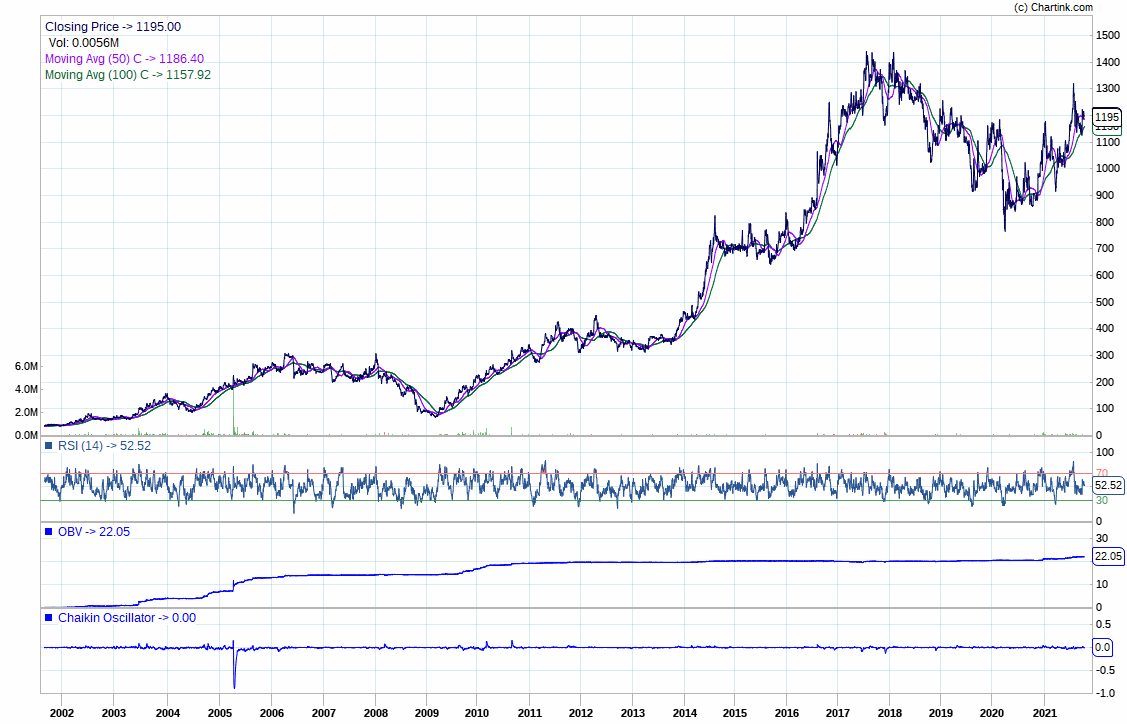 (c) Chartink.com
Closing Price -> 1195.00
Vol: 0.0056M
Moving Avg (50) C -> 1186.40
Moving Avg (100) C -> 1157.92
1500
1400
1300
1195
1100
1000
900
800
700
600
500
400
300
200
100
0
6.0M
4.0M
2.0M
0.0M
RSI (14) -> 52.52
100
70
52.52
30
0
OBV -> 22.05
30
22.05
10
0
Chaikin Oscillator -> 0.00
0.5
0.0
-0.5
-1.0
2002 2003 2004 2005 2006 2007 2008 2009 2010 2011 2012 2013 2014 2015 2016 2017 2018 2019 2020 2021